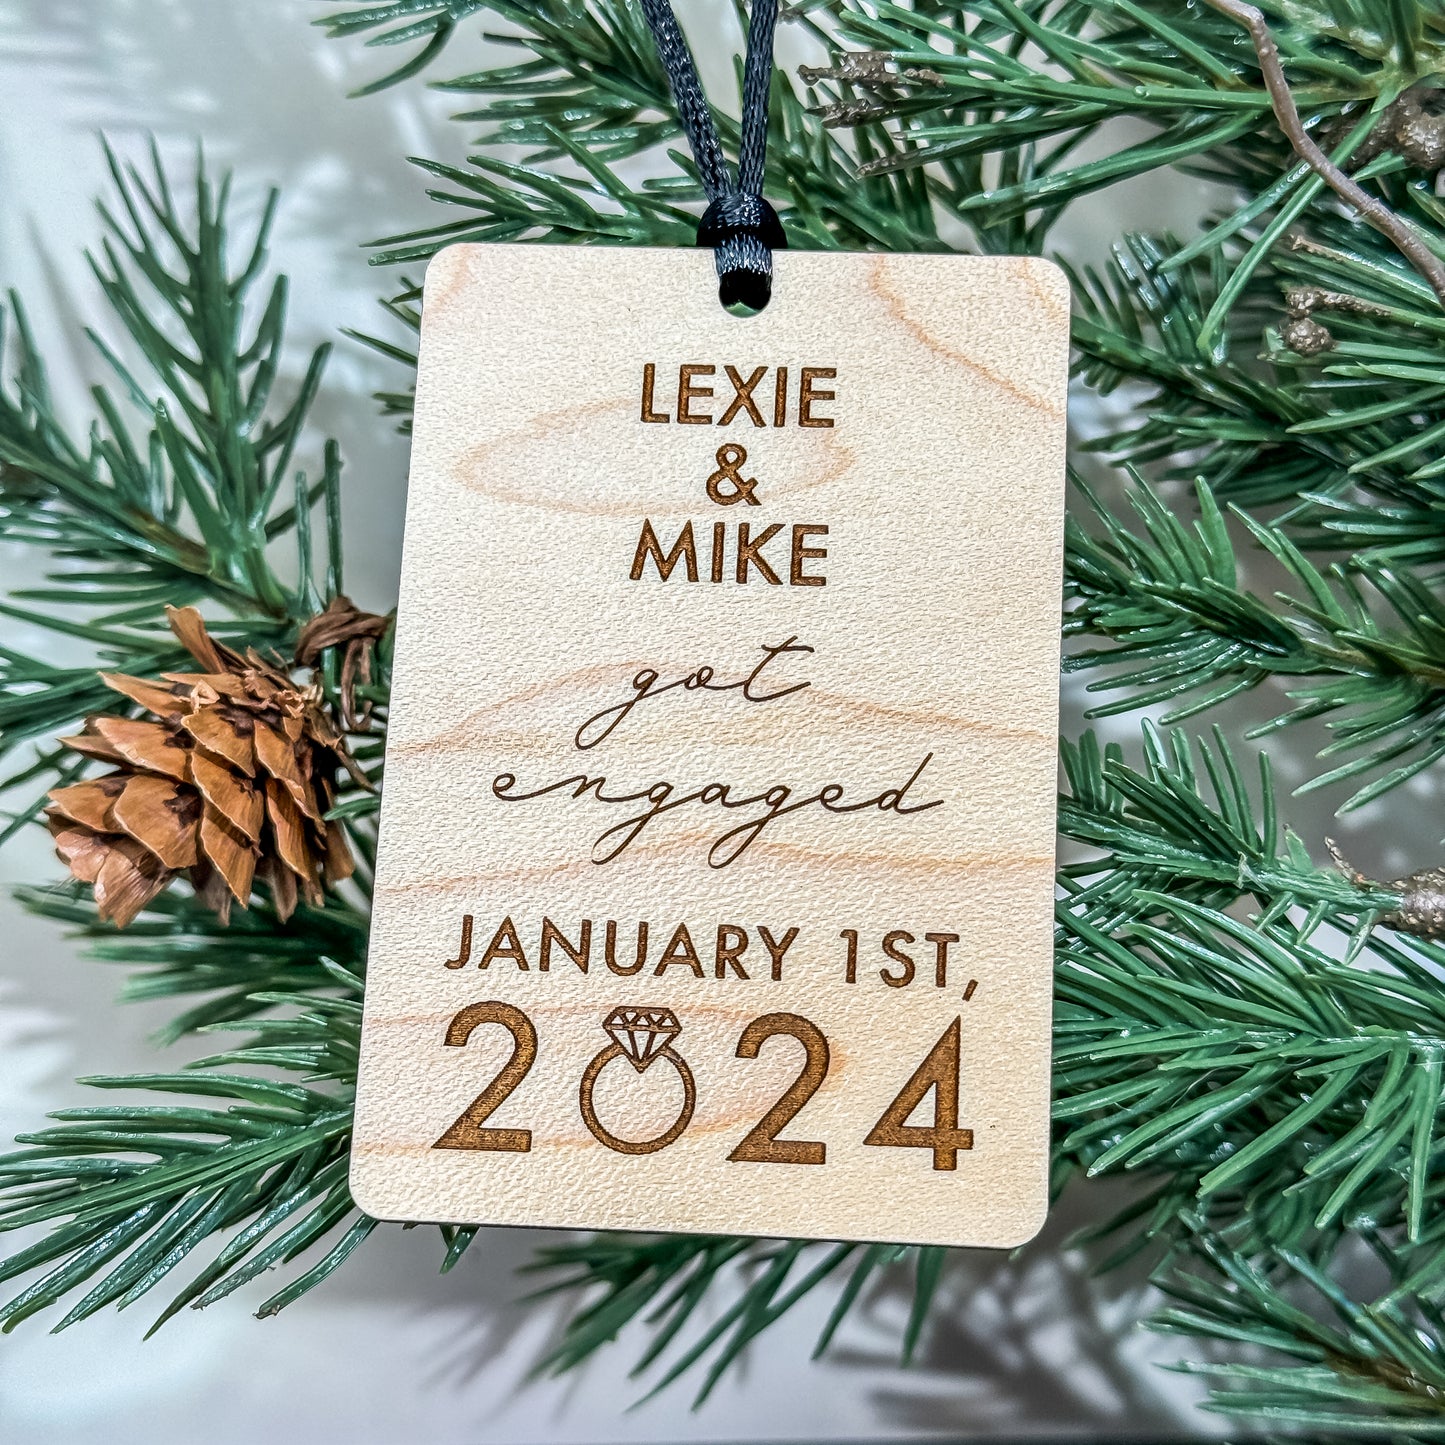 LEXIE
&
MIKE
got
engaged
JANUARY 1ST,
2024